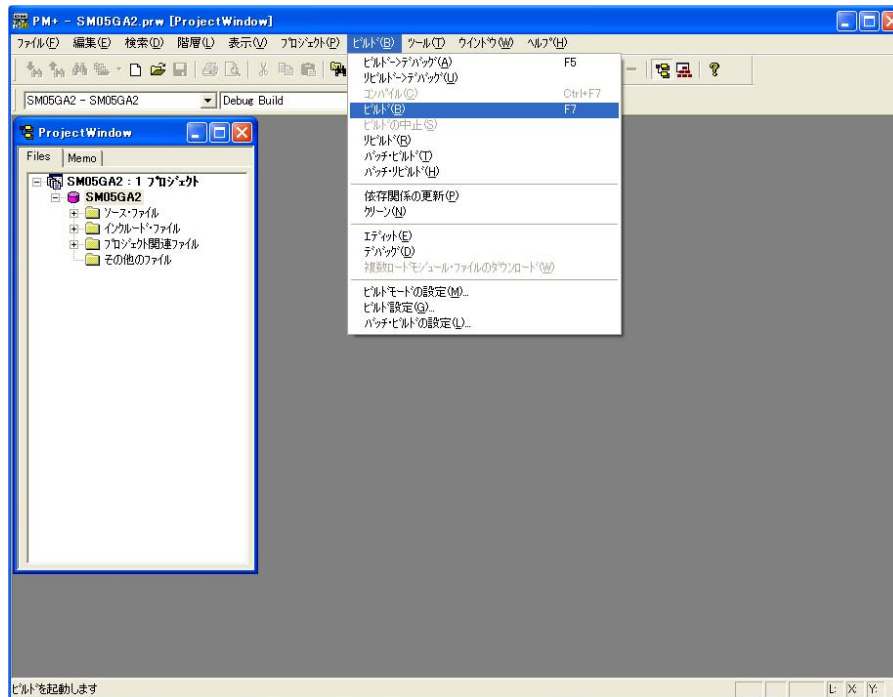 PM+ - SM05GA2.prw [ProjectWindow]
ファイル(F) 編集(E) 検索(D) 階層(L) 表示(V) プロジェクト(P) ビルド(B) ツール(T) ウインドウ(W) ヘルプ(H)
SM05GA2 - SM05GA2 Debug Build
ProjectWindow
Files Memo
SM05GA2 : 1 プロジェクト
SM05GA2
ソース・ファイル
インクルード・ファイル
プロジェクト関連ファイル
その他のファイル
ビルド->デバッグ(A) F5
リビルド->デバッグ(U)
コンパイル(C) Ctrl+F7
ビルド(B) F7
ビルドの中止(S)
リビルド(R)
バッチ・ビルド(T)
バッチ・リビルド(H)
依存関係の更新(P)
クリーン(N)
エディット(E)
デバッグ(D)
複数ロードモジュール・ファイルのダウンロード(W)
ビルドモードの設定(M)...
ビルド設定(G)...
バッチ・ビルドの設定(L)...
ビルドを起動します L: X: Y: